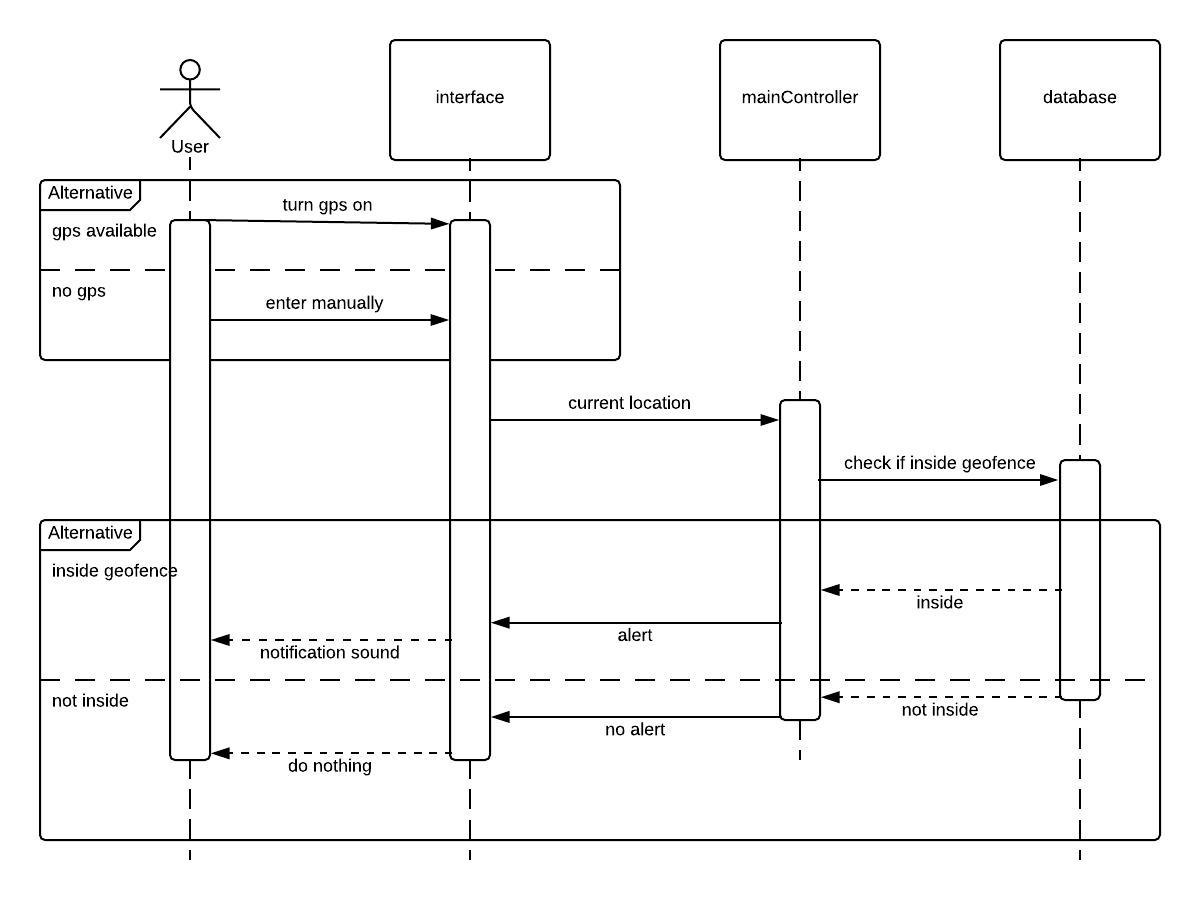 interface
mainController
database
User
Alternative
turn gps on
gps available
no gps
enter manually
current location
check if inside geofence
Alternative
inside geofence
inside
alert
notification sound
not inside
not inside
no alert
do nothing